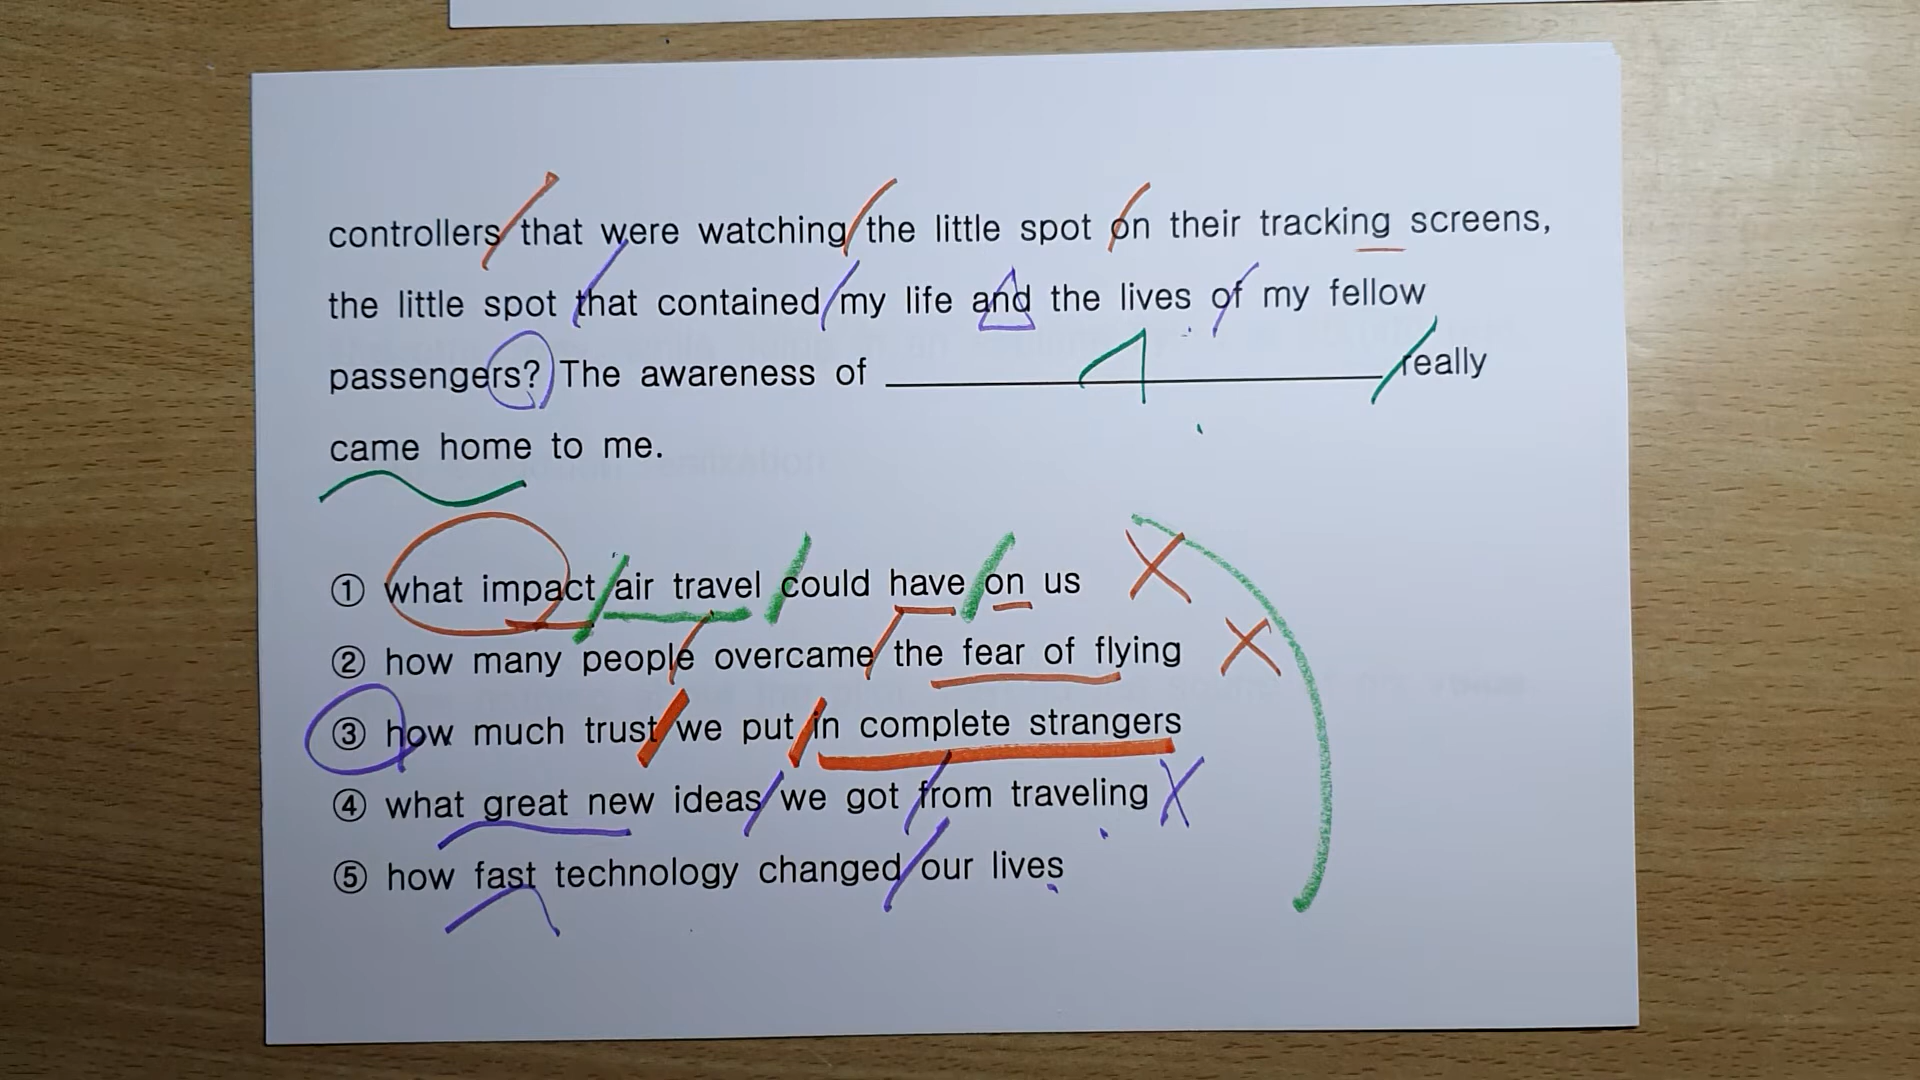 controllers that were watching the little spot on their tracking screens,
the little spot that contained my life and the lives of my fellow
passengers? The awareness of ____________________ really
came home to me.
① what impact air travel could have on us
② how many people overcame the fear of flying
③ how much trust we put in complete strangers
④ what great new ideas we got from traveling
⑤ how fast technology changed our lives